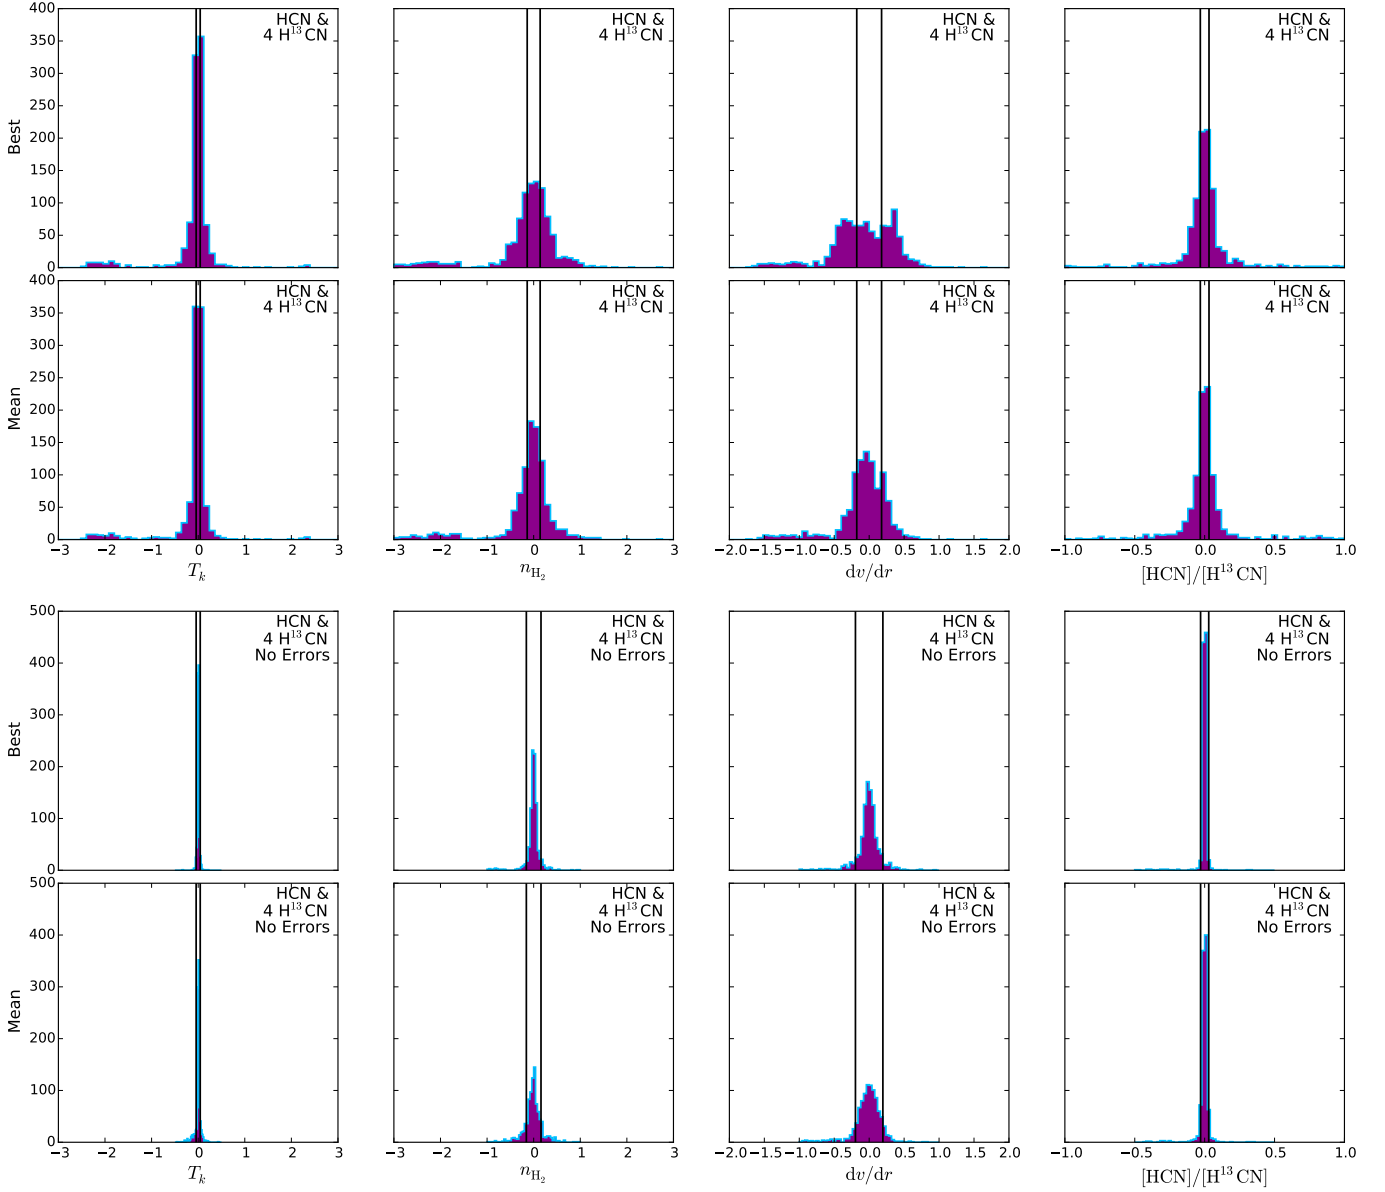 HCN & HCN & HCN & HCN &
4 H¹³CN 4 H¹³CN 4 H¹³CN 4 H¹³CN
400
350
300
250
200
150
100
50
0
Best
HCN & HCN & HCN & HCN &
4 H¹³CN 4 H¹³CN 4 H¹³CN 4 H¹³CN
400
350
300
250
200
150
100
50
0
Mean
−3 −2 −1 0 1 2 3 −3 −2 −1 0 1 2 3 −2.0 −1.5 −1.0 −0.5 0.0 0.5 1.0 1.5 2.0 −1.0 −0.5 0.0 0.5 1.0
Tₖ n_H₂ dv/dr [HCN]/[H¹³CN]
HCN & HCN & HCN & HCN &
4 H¹³CN 4 H¹³CN 4 H¹³CN 4 H¹³CN
No Errors No Errors No Errors No Errors
500
400
300
200
100
0
Best
HCN & HCN & HCN & HCN &
4 H¹³CN 4 H¹³CN 4 H¹³CN 4 H¹³CN
No Errors No Errors No Errors No Errors
500
400
300
200
100
0
Mean
−3 −2 −1 0 1 2 3 −3 −2 −1 0 1 2 3 −2.0 −1.5 −1.0 −0.5 0.0 0.5 1.0 1.5 2.0 −1.0 −0.5 0.0 0.5 1.0
Tₖ n_H₂ dv/dr [HCN]/[H¹³CN]